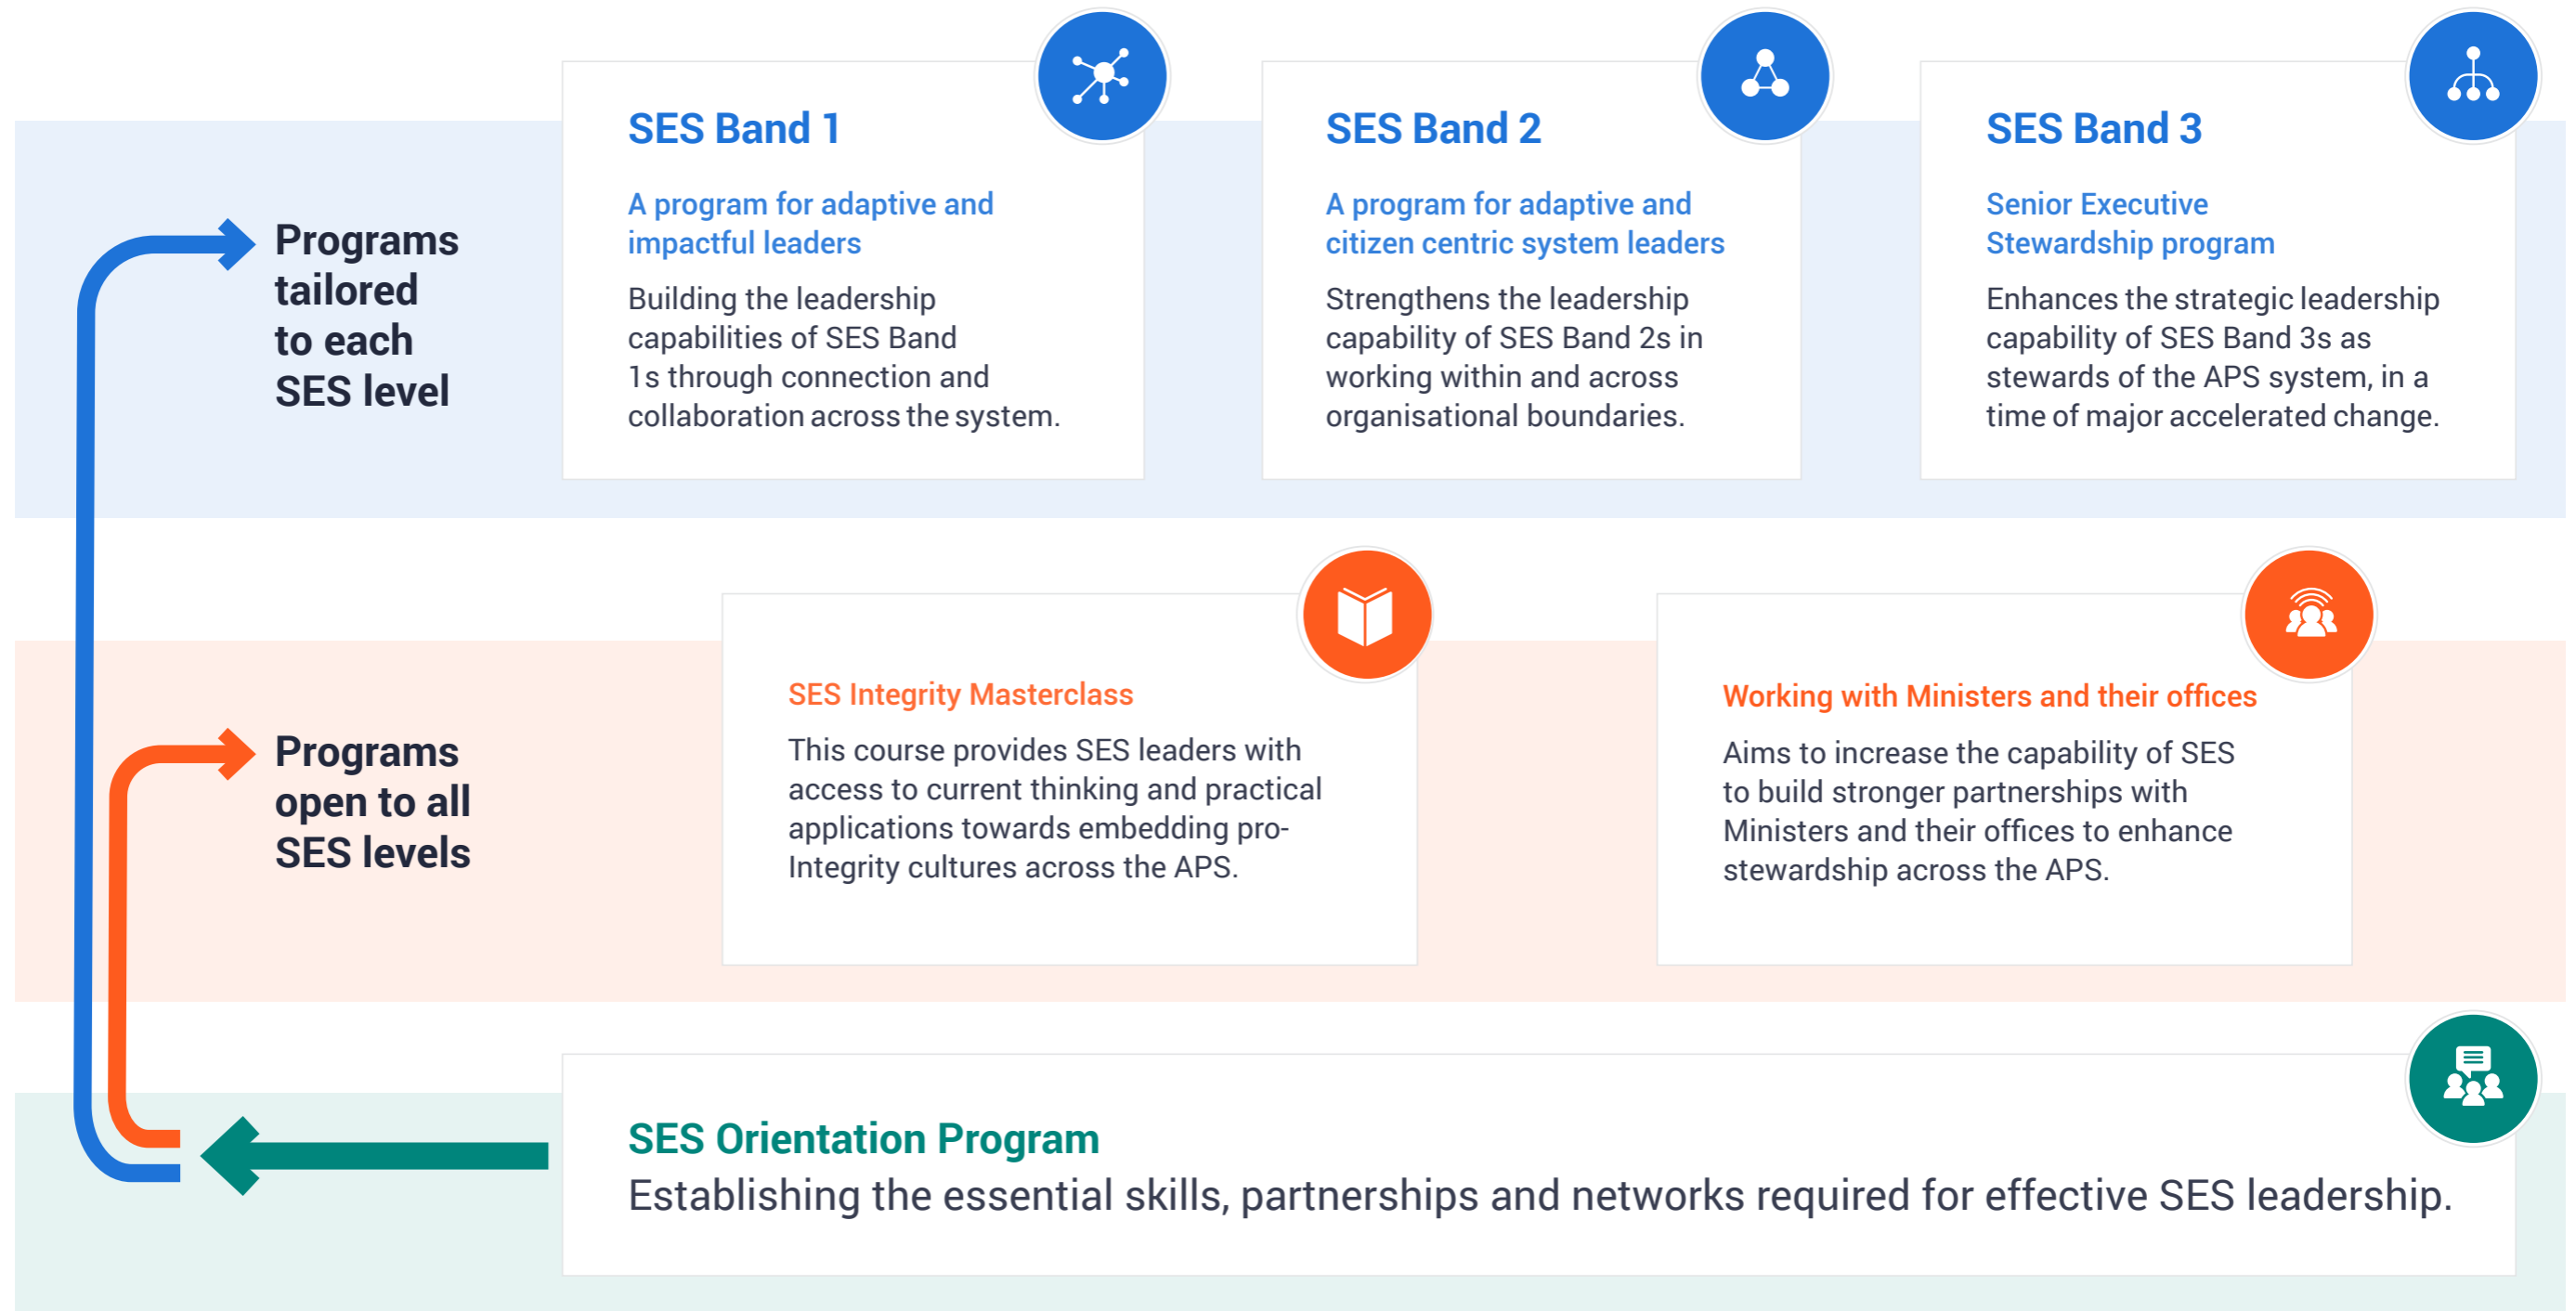 Programs
tailored
to each
SES level
SES Band 1
A program for adaptive and
impactful leaders
Building the leadership
capabilities of SES Band
1s through connection and
collaboration across the system.
SES Band 2
A program for adaptive and
citizen centric system leaders
Strengthens the leadership
capability of SES Band 2s in
working within and across
organisational boundaries.
SES Band 3
Senior Executive
Stewardship program
Enhances the strategic leadership
capability of SES Band 3s as
stewards of the APS system, in a
time of major accelerated change.
Programs
open to all
SES levels
SES Integrity Masterclass
This course provides SES leaders with
access to current thinking and practical
applications towards embedding pro-
Integrity cultures across the APS.
Working with Ministers and their offices
Aims to increase the capability of SES
to build stronger partnerships with
Ministers and their offices to enhance
stewardship across the APS.
SES Orientation Program
Establishing the essential skills, partnerships and networks required for effective SES leadership.